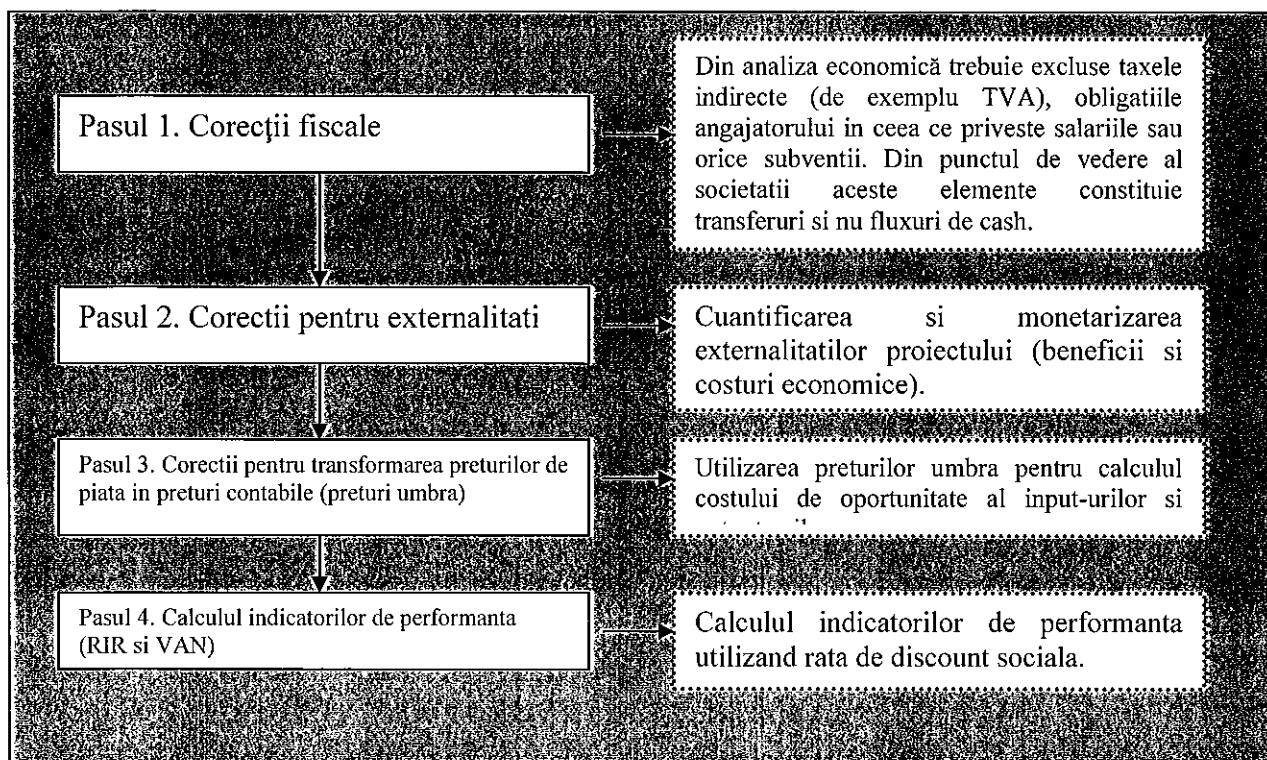 Pasul 1. Corecții fiscale
Din analiza economică trebuie excluse taxele
indirecte (de exemplu TVA), obligatiile
angajatorului in ceea ce priveste salariile sau
orice subventii. Din punctul de vedere al
societatii aceste elemente constituie
transferuri si nu fluxuri de cash.
Pasul 2. Corectii pentru externalitati
Cuantificarea si monetarizarea
externalitatilor proiectului (beneficii si
costuri economice).
Pasul 3. Corectii pentru transformarea preturilor de
piata in preturi contabile (preturi umbra)
Utilizarea preturilor umbra pentru calculul
costului de oportunitate al input-urilor si
Pasul 4. Calculul indicatorilor de performanta
(RIR si VAN)
Calculul indicatorilor de performanta
utilizand rata de discount sociala.